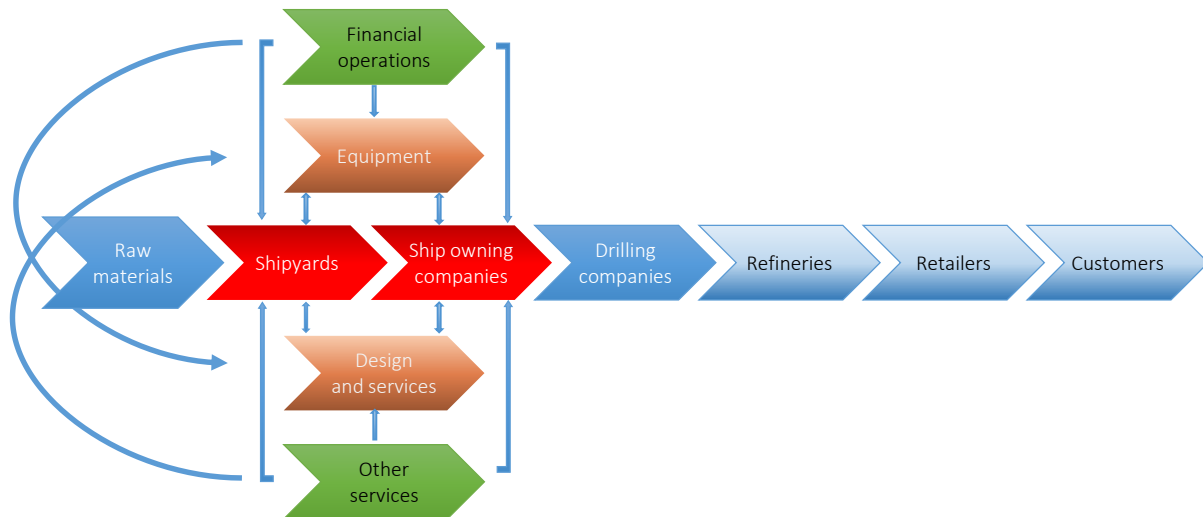 Financial
operations
Equipment
Raw
materials
Shipyards
Ship owning
companies
Drilling
companies
Refineries
Retailers
Customers
Design
and services
Other
services